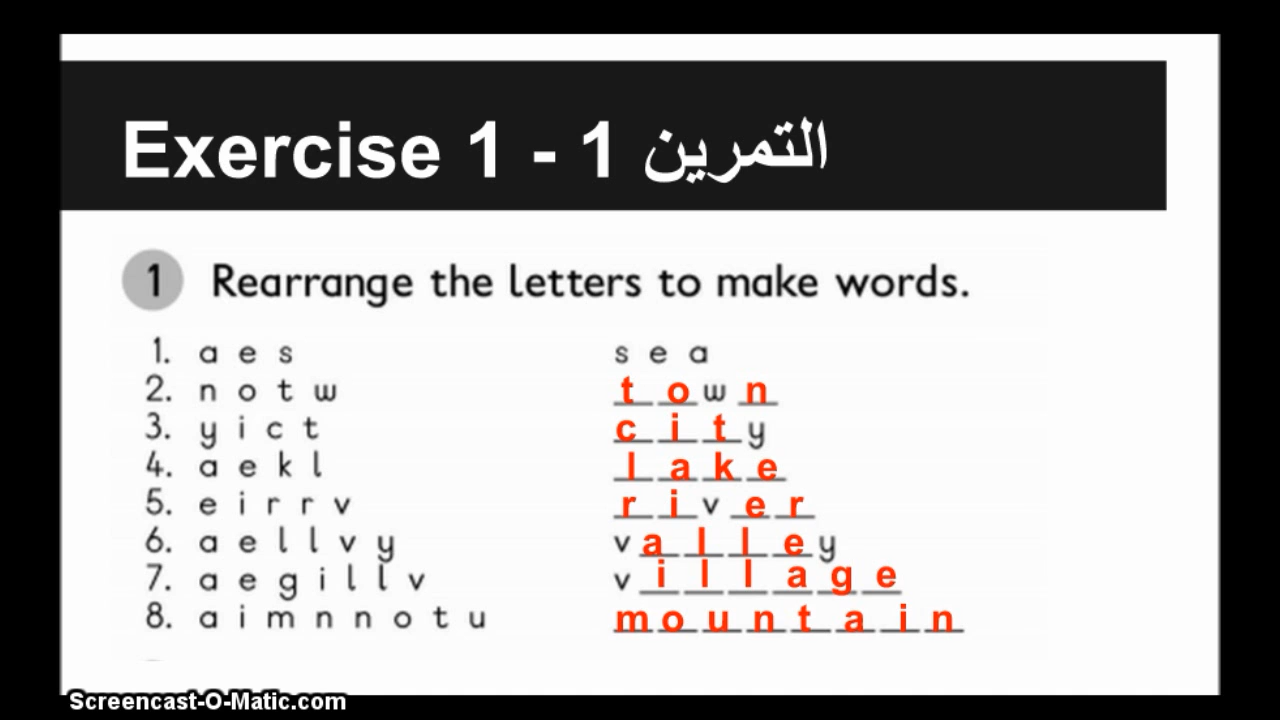 Exercise 1 - 1 التمرين
1 Rearrange the letters to make words.
1. a e s s e a
2. n o t w t o w n
3. y i c t c i t y
4. a e k l l a k e
5. e i r r v r i v e r
6. a e l l v y v a l l e y
7. a e g i l l v v i l l a g e
8. a i m n n o t u m o u n t a i n
Screencast-O-Matic.com